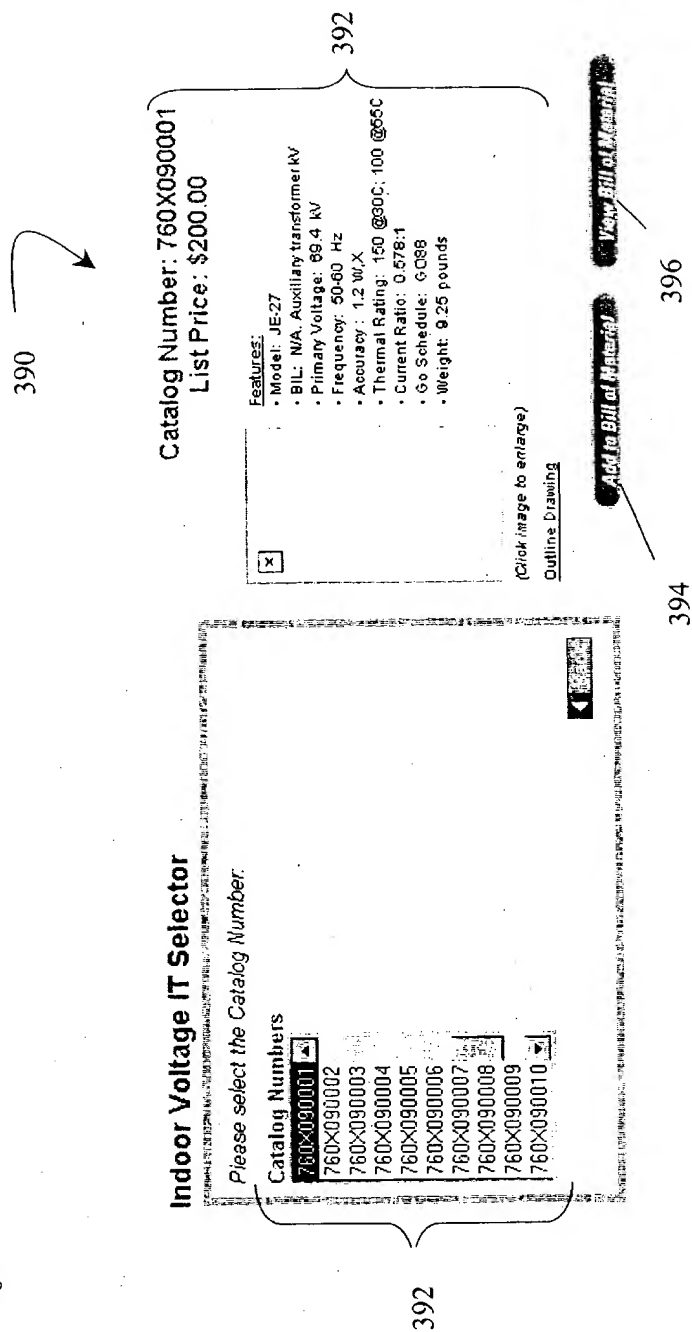 390
Indoor Voltage IT Selector
Please select the Catalog Number:
Catalog Numbers
760X090001
760X090002
760X090003
760X090004
760X090005
760X090006
760X090007
760X090008
760X090009
760X090010
392
Catalog Number: 760X090001
List Price: $200.00
Features:
• Model: JE-27
• BIL: N/A. Auxillary transformer kV
• Primary Voltage: 69.4 kV
• Frequency: 50-60 Hz
• Accuracy: 1.2 W,X
• Thermal Rating: 150 @30C; 100 @55C
• Current Ratio: 0.578:1
• Go Schedule: GO88
• Weight: 9.25 pounds
392
(Click image to enlarge)
Outline Drawing
Add to Bill of Material
View Bill of Material
394
396